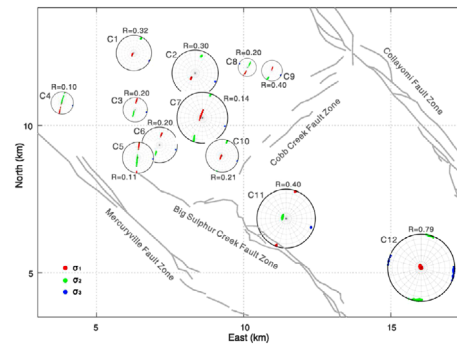 R=0.32
C1
R=0.30
C2
R=0.20
C8
C9
R=0.40
Collayomi Fault Zone
R=0.10
C4
R=0.20
C3
R=0.14
C7
R=0.20
C6
C5
R=0.11
C10
R=0.21
Cobb Creek Fault Zone
R=0.40
C11
Mercuryville Fault Zone
Big Sulphur Creek Fault Zone
R=0.79
C12
σ₁
σ₂
σ₃
10
5
North (km)
5
10
15
East (km)